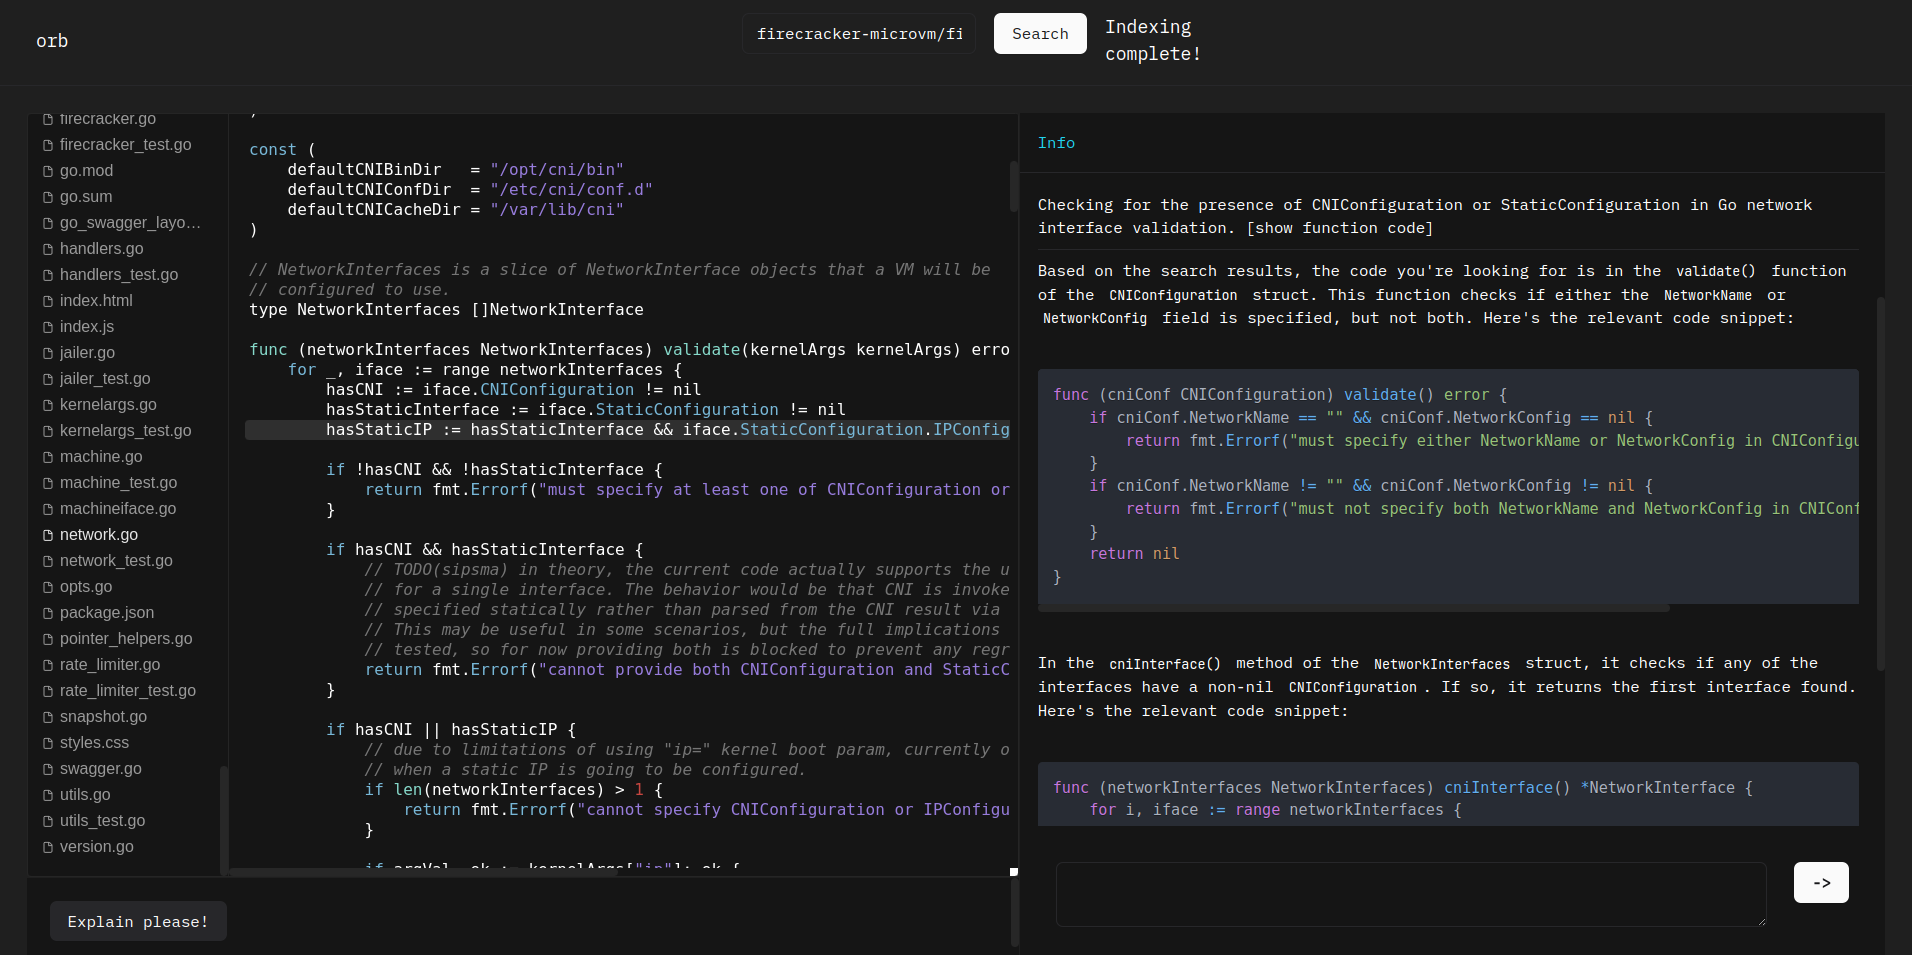 orb
firecracker-microvm/fi
Search
Indexing
complete!
firecracker.go
firecracker_test.go
go.mod
go.sum
go_swagger_layo...
handlers.go
handlers_test.go
index.html
index.js
jailer.go
jailer_test.go
kernelargs.go
kernelargs_test.go
machine.go
machine_test.go
machineiface.go
network.go
network_test.go
opts.go
package.json
pointer_helpers.go
rate_limiter.go
rate_limiter_test.go
snapshot.go
styles.css
swagger.go
utils.go
utils_test.go
version.go
)
const (
    defaultCNIBinDir   = "/opt/cni/bin"
    defaultCNIConfDir  = "/etc/cni/conf.d"
    defaultCNICacheDir = "/var/lib/cni"
)
// NetworkInterfaces is a slice of NetworkInterface objects that a VM will be
// configured to use.
type NetworkInterfaces []NetworkInterface
func (networkInterfaces NetworkInterfaces) validate(kernelArgs kernelArgs) erro
    for _, iface := range networkInterfaces {
        hasCNI := iface.CNIConfiguration != nil
        hasStaticInterface := iface.StaticConfiguration != nil
        hasStaticIP := hasStaticInterface && iface.StaticConfiguration.IPConfig
        if !hasCNI && !hasStaticInterface {
            return fmt.Errorf("must specify at least one of CNIConfiguration or
        }
        if hasCNI && hasStaticInterface {
            // TODO(sipsma) in theory, the current code actually supports the u
            // for a single interface. The behavior would be that CNI is invoke
            // specified statically rather than parsed from the CNI result via
            // This may be useful in some scenarios, but the full implications
            // tested, so for now providing both is blocked to prevent any regr
            return fmt.Errorf("cannot provide both CNIConfiguration and StaticC
        }
        if hasCNI || hasStaticIP {
            // due to limitations of using "ip=" kernel boot param, currently o
            // when a static IP is going to be configured.
            if len(networkInterfaces) > 1 {
                return fmt.Errorf("cannot specify CNIConfiguration or IPConfigu
            }
            if argVal, ok := kernelArgs["ip"]; ok {
Explain please!
Info
Checking for the presence of CNIConfiguration or StaticConfiguration in Go network
interface validation. [show function code]
Based on the search results, the code you're looking for is in the validate() function
of the CNIConfiguration struct. This function checks if either the NetworkName or
NetworkConfig field is specified, but not both. Here's the relevant code snippet:
func (cniConf CNIConfiguration) validate() error {
    if cniConf.NetworkName == "" && cniConf.NetworkConfig == nil {
        return fmt.Errorf("must specify either NetworkName or NetworkConfig in CNIConfigu
    }
    if cniConf.NetworkName != "" && cniConf.NetworkConfig != nil {
        return fmt.Errorf("must not specify both NetworkName and NetworkConfig in CNIConf
    }
    return nil
}
In the cniInterface() method of the NetworkInterfaces struct, it checks if any of the
interfaces have a non-nil CNIConfiguration. If so, it returns the first interface found.
Here's the relevant code snippet:
func (networkInterfaces NetworkInterfaces) cniInterface() *NetworkInterface {
    for i, iface := range networkInterfaces {
->